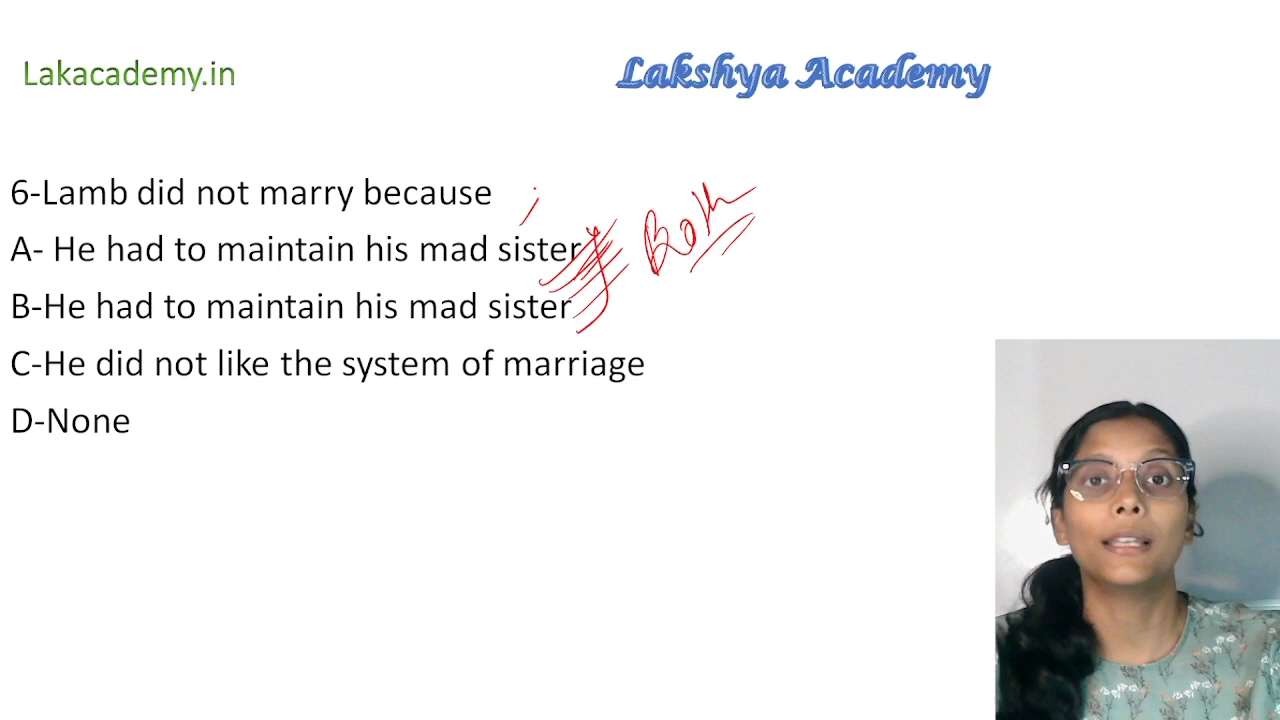 Lakacademy.in
Lakshya Academy
6-Lamb did not marry because
A- He had to maintain his mad sister
B-He had to maintain his mad sister
C-He did not like the system of marriage
D-None
Both